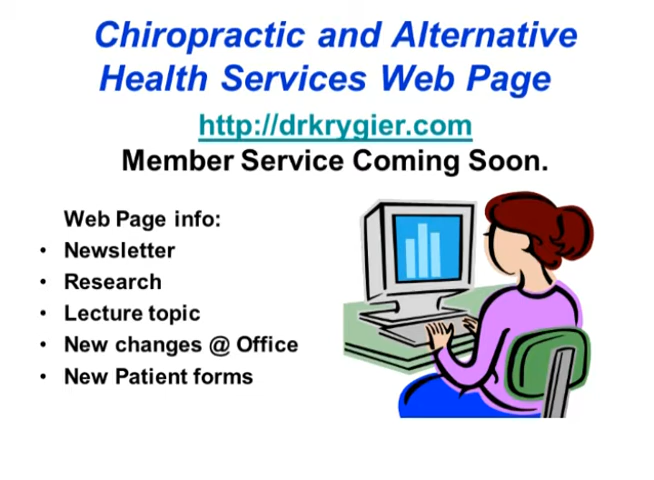 Chiropractic and Alternative
Health Services Web Page
http://drkrygier.com
Member Service Coming Soon.
Web Page info:
• Newsletter
• Research
• Lecture topic
• New changes @ Office
• New Patient forms